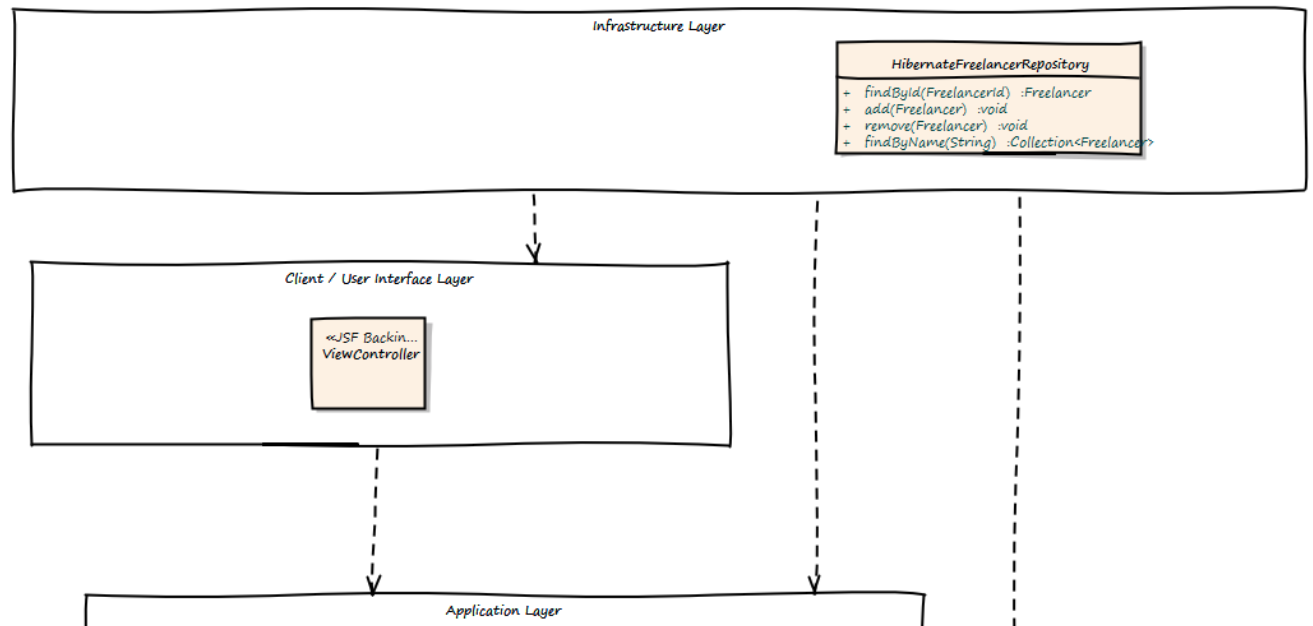 Infrastructure Layer
HibernateFreelancerRepository
+ findById(FreelancerId) :Freelancer
+ add(Freelancer) :void
+ remove(Freelancer) :void
+ findByName(String) :Collection<Freelancer>
Client / User Interface Layer
«JSF Backin...
ViewController
Application Layer